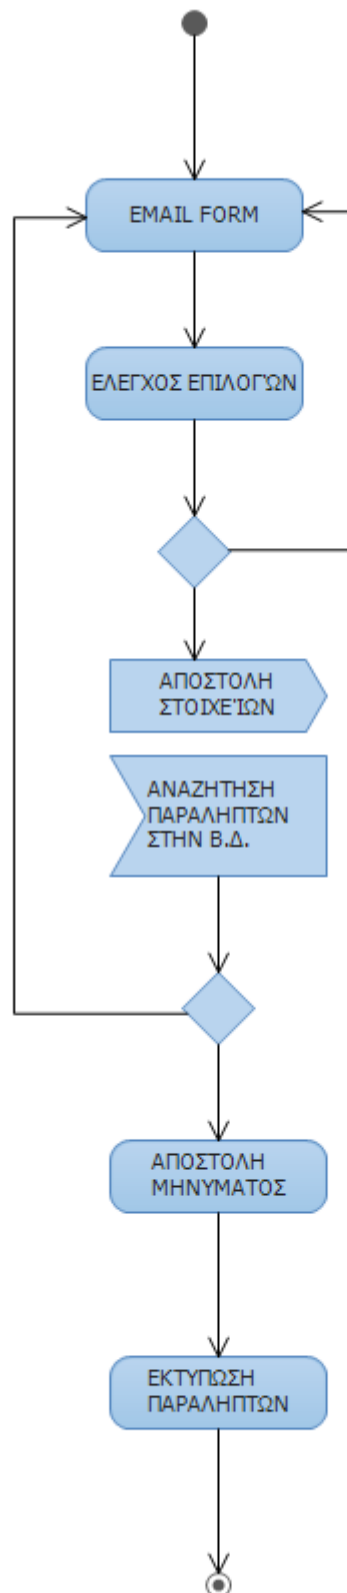 EMAIL FORM
ΕΛΕΓΧΟΣ ΕΠΙΛΟΓΏΝ
ΑΠΟΣΤΟΛΗ
ΣΤΟΙΧΕΊΩΝ
ΑΝΑΖΗΤΗΣΗ
ΠΑΡΑΛΗΠΤΩΝ
ΣΤΗΝ Β.Δ.
ΑΠΟΣΤΟΛΗ
ΜΗΝΥΜΑΤΟΣ
ΕΚΤΥΠΩΣΗ
ΠΑΡΑΛΗΠΤΩΝ